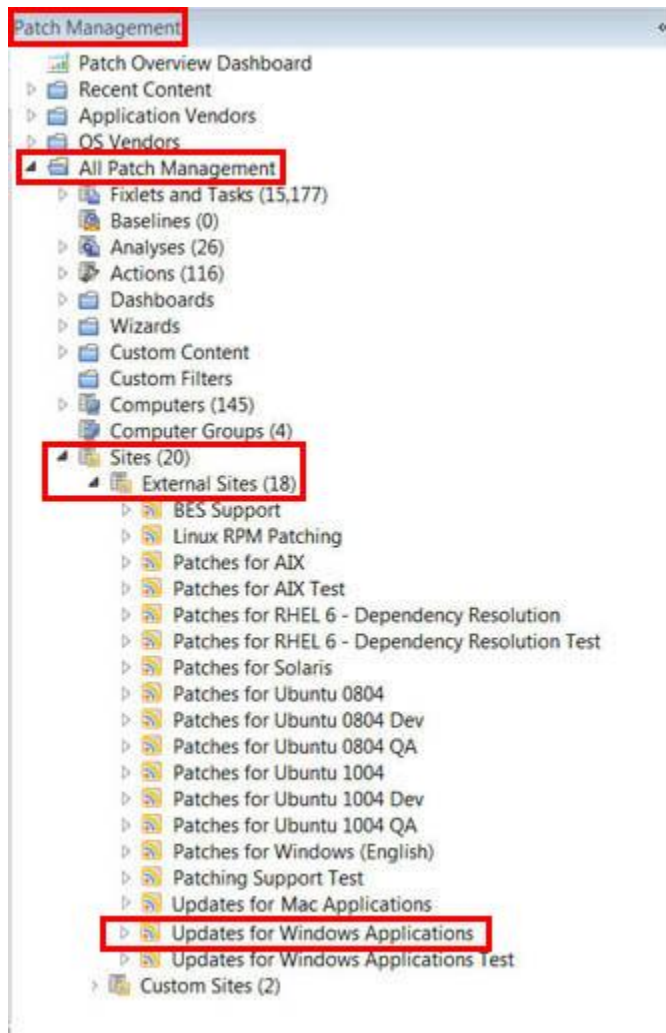 Patch Management
Patch Overview Dashboard
Recent Content
Application Vendors
OS Vendors
All Patch Management
Fixlets and Tasks (15,177)
Baselines (0)
Analyses (26)
Actions (116)
Dashboards
Wizards
Custom Content
Custom Filters
Computers (145)
Computer Groups (4)
Sites (20)
External Sites (18)
BES Support
Linux RPM Patching
Patches for AIX
Patches for AIX Test
Patches for RHEL 6 - Dependency Resolution
Patches for RHEL 6 - Dependency Resolution Test
Patches for Solaris
Patches for Ubuntu 0804
Patches for Ubuntu 0804 Dev
Patches for Ubuntu 0804 QA
Patches for Ubuntu 1004
Patches for Ubuntu 1004 Dev
Patches for Ubuntu 1004 QA
Patches for Windows (English)
Patching Support Test
Updates for Mac Applications
Updates for Windows Applications
Updates for Windows Applications Test
Custom Sites (2)